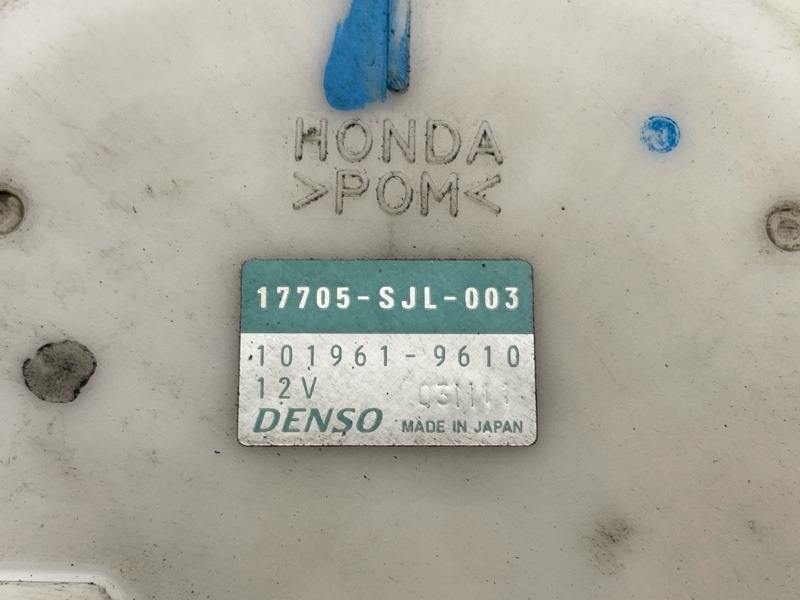 HONDA
>POM<
17705-SJL-003
101961-9610
12V
DENSO MADE IN JAPAN